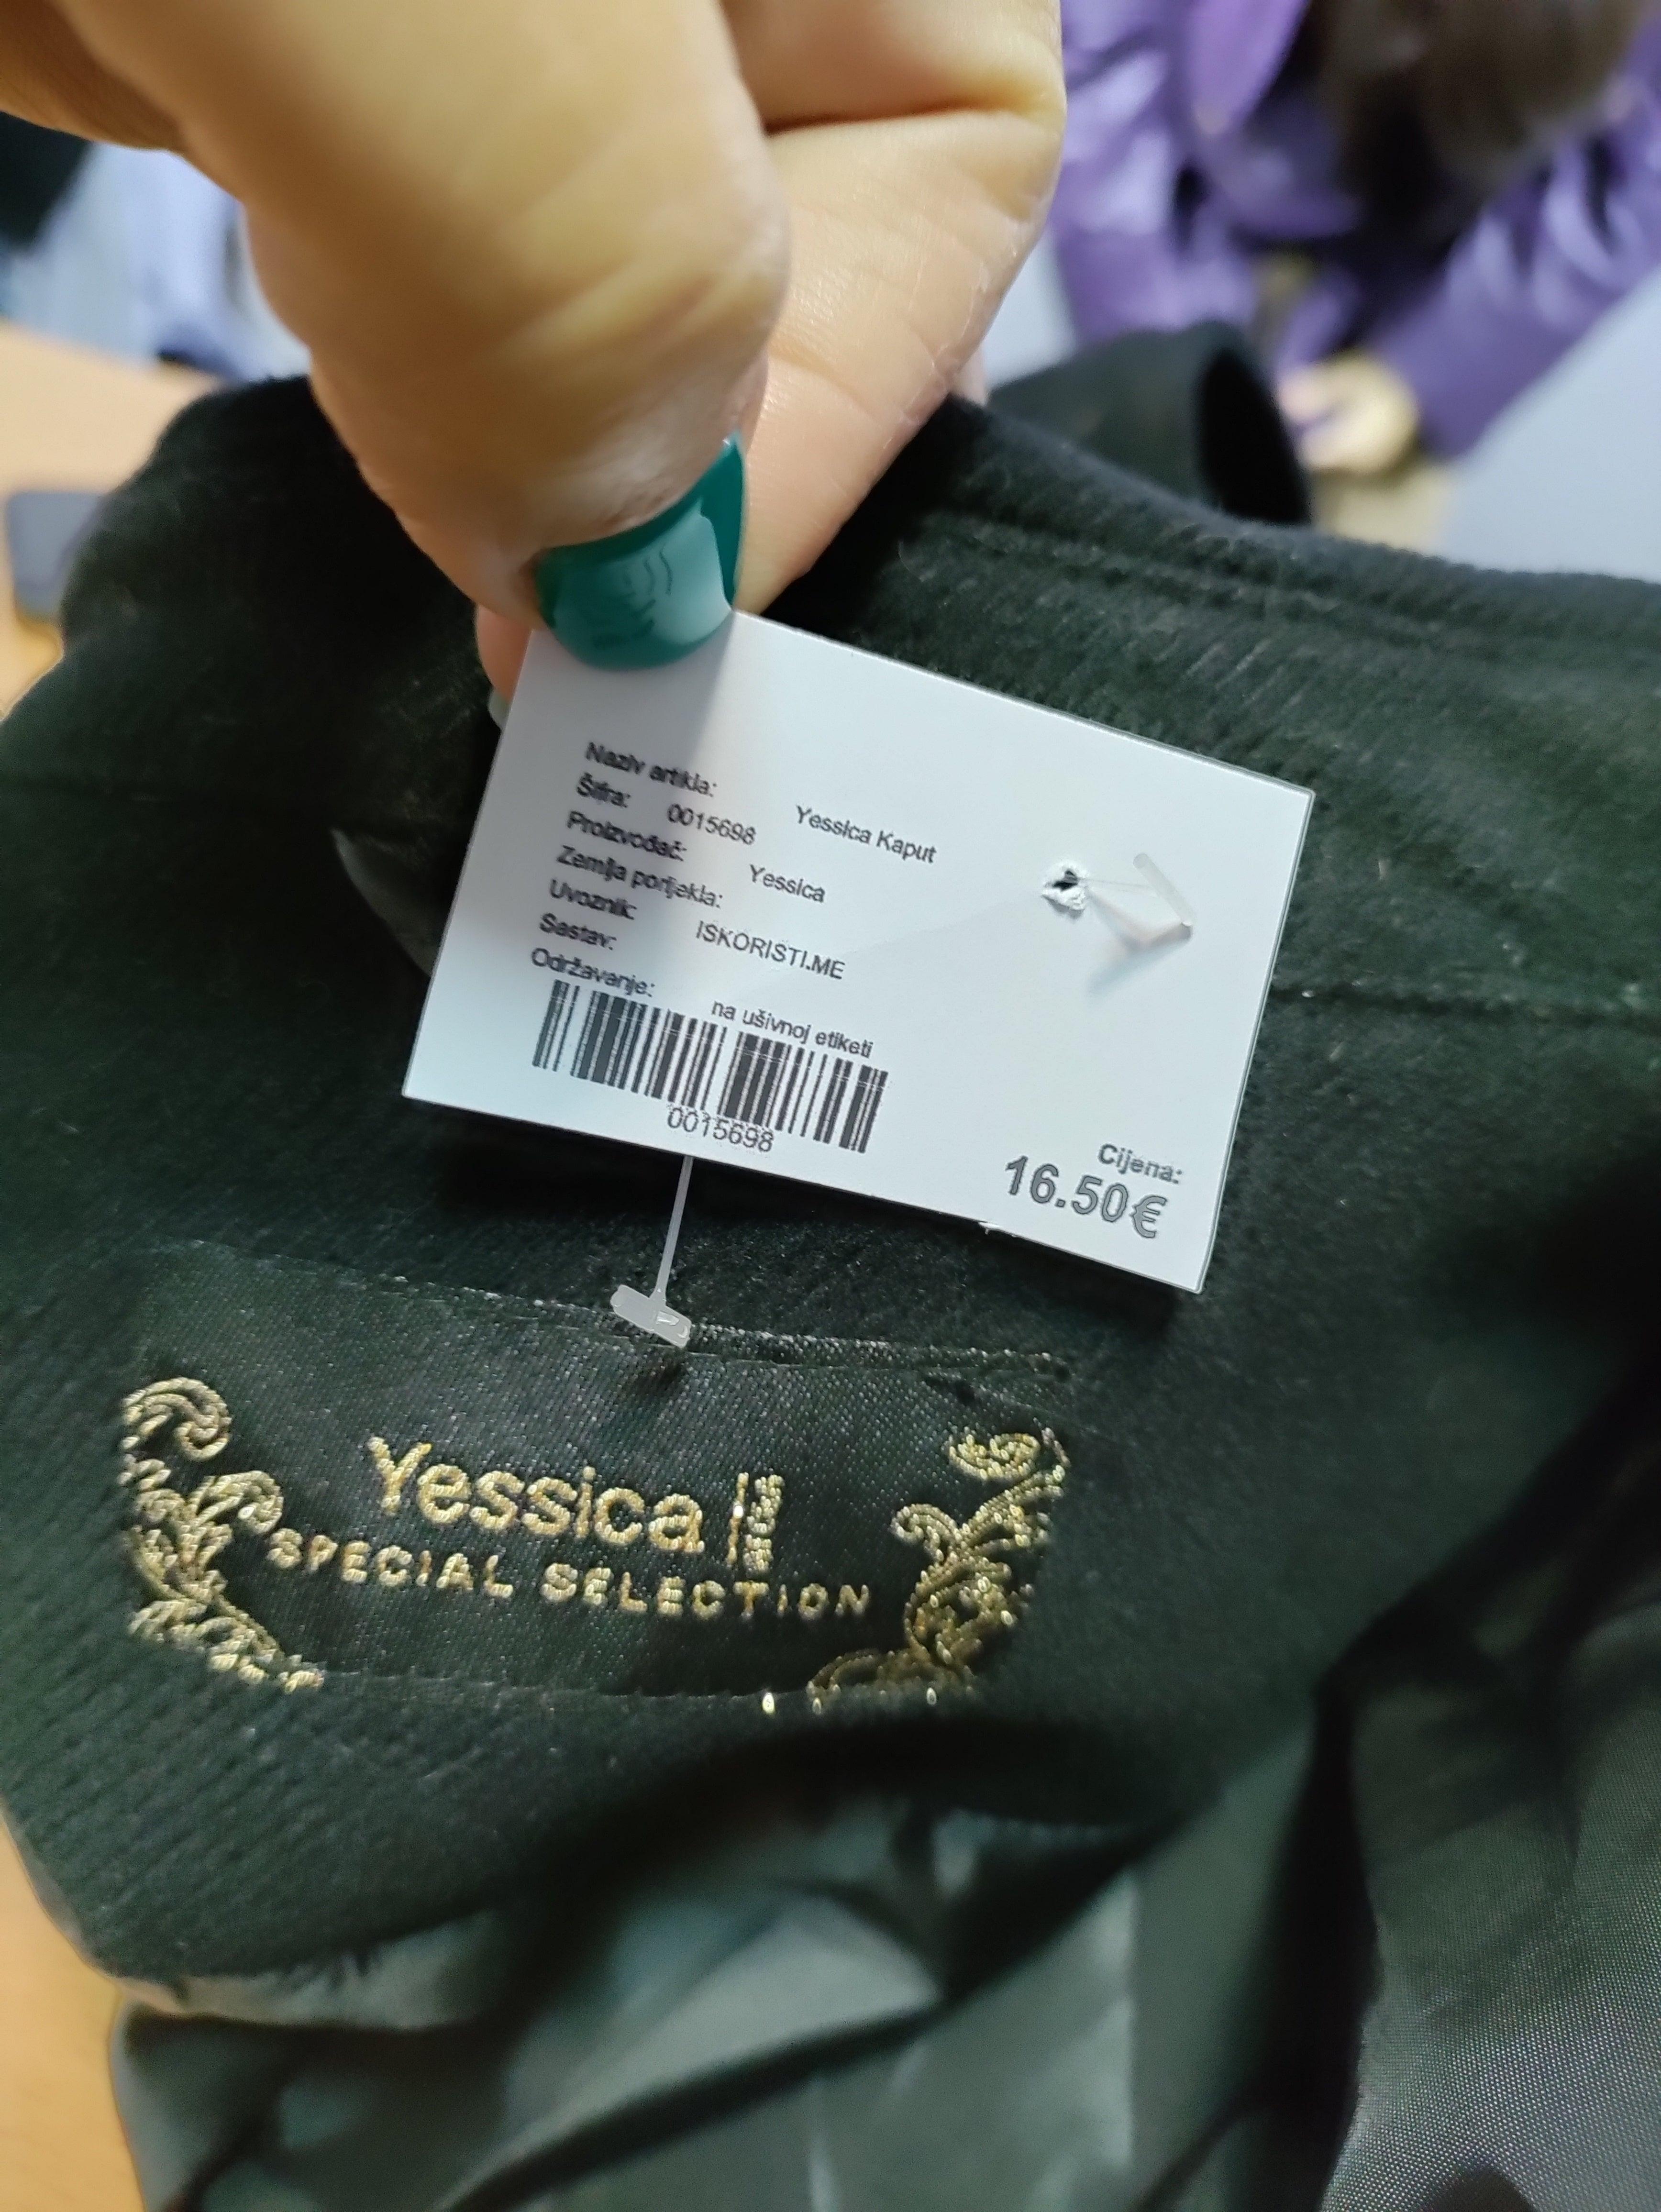 Naziv artikla: Yessica Kaput
Šifra: 0015698
Proizvođač: Yessica
Zemlja porijekla:
Uvoznik: ISKORISTI.ME
Sastav:
Održavanje: na ušivnoj etiketi
0015698
Cijena:
16.50€
Yessica
SPECIAL SELECTION